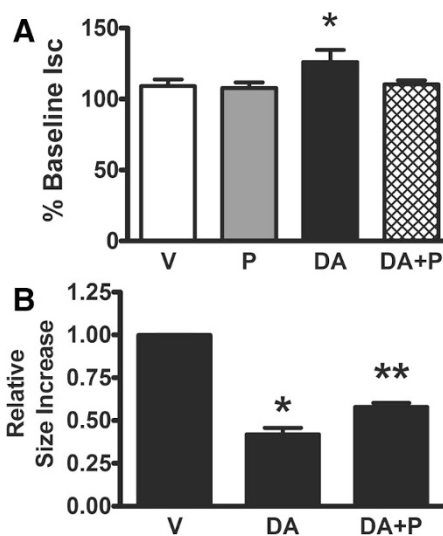 A
% Baseline Isc
150
100
50
0
*
V P DA DA+P
B
Relative
Size Increase
1.25
1.00
0.75
0.50
0.25
0.00
*
**
V DA DA+P